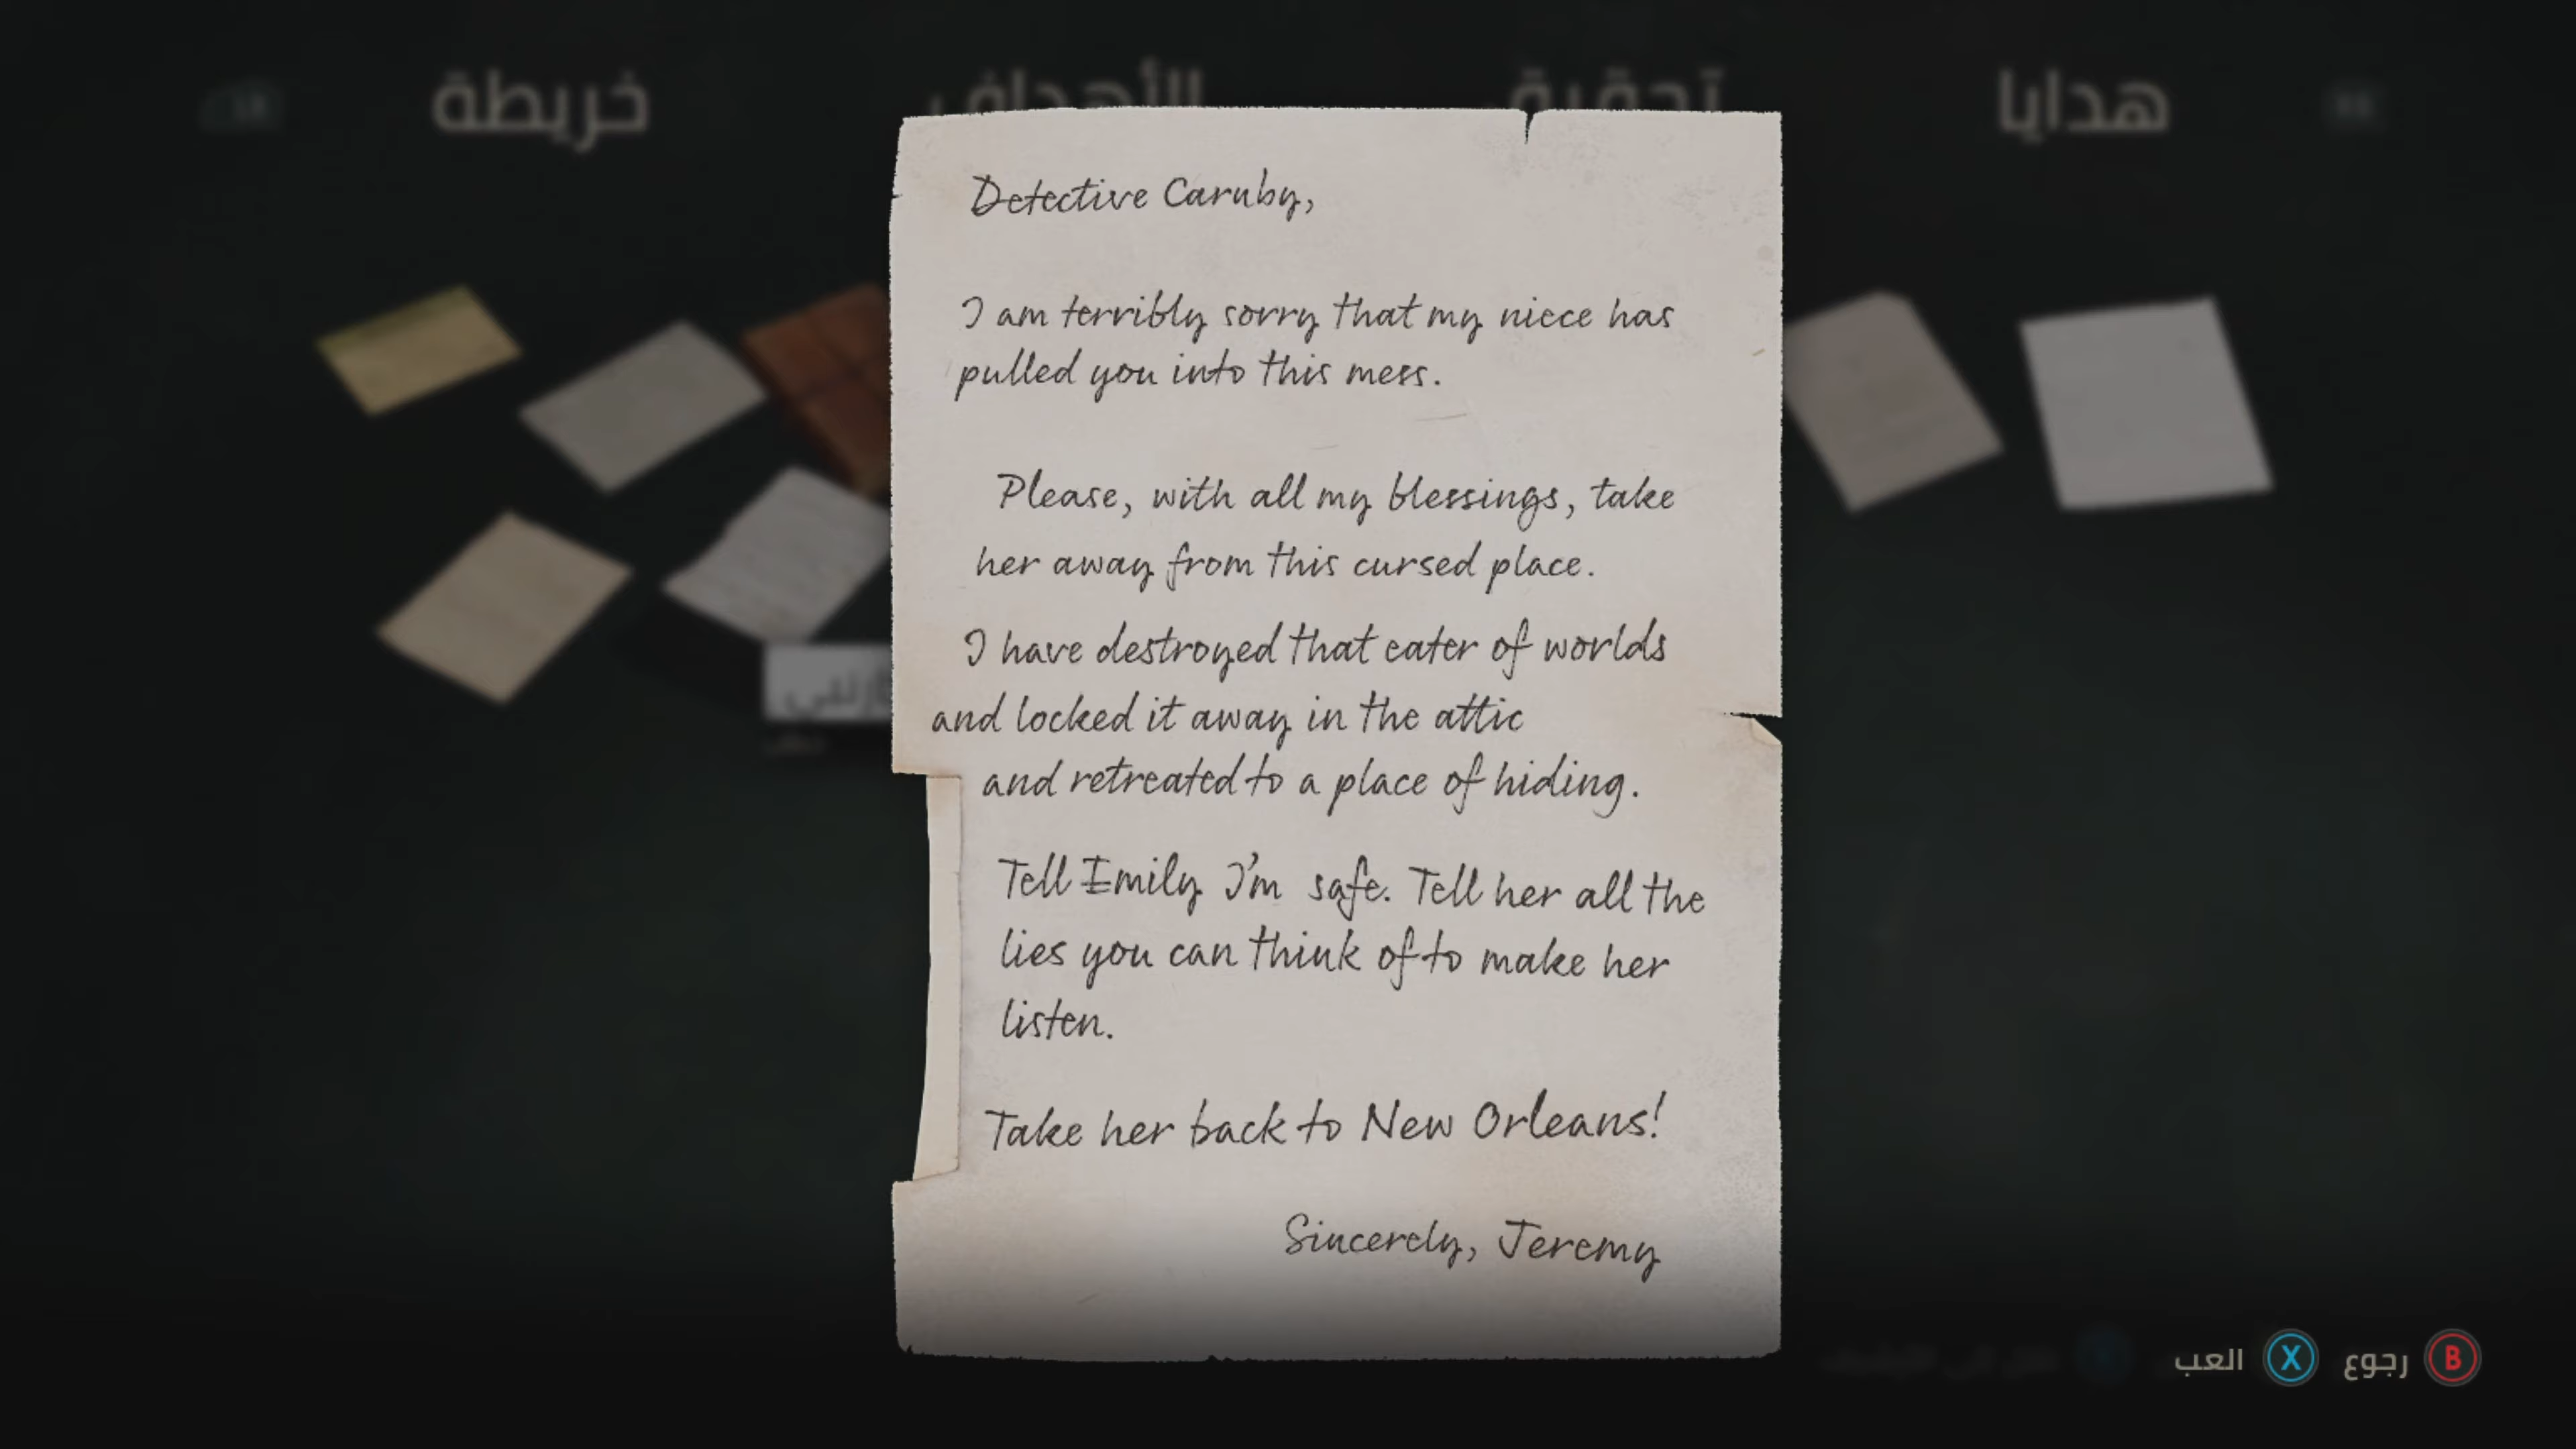 خريطة
الأهداف
هدايا
Detective Carnby,
I am terribly sorry that my niece has
pulled you into this mess.
Please, with all my blessings, take
her away from this cursed place.
I have destroyed that eater of worlds
and locked it away in the attic
and retreated to a place of hiding.
Tell Emily I'm safe. Tell her all the
lies you can think of to make her
listen.
Take her back to New Orleans!
Sincerely, Jeremy
العب X رجوع B